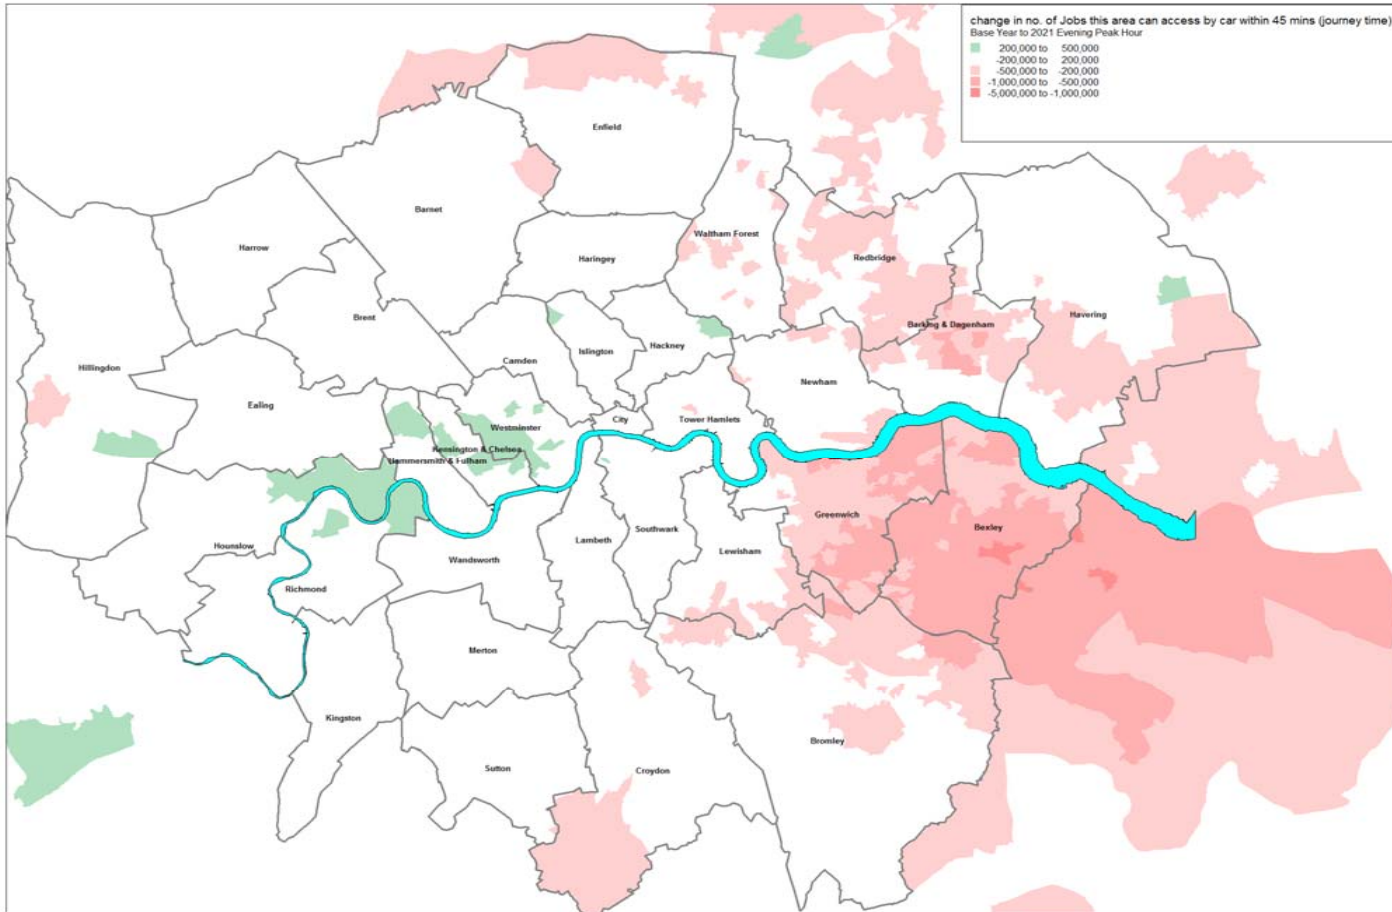 change in no. of Jobs this area can access by car within 45 mins (journey time)
Base Year to 2021 Evening Peak Hour
200,000 to 500,000
-200,000 to 200,000
-500,000 to -200,000
-1,000,000 to -500,000
-5,000,000 to -1,000,000
Enfield
Barnet
Harrow
Haringey
Waltham Forest
Redbridge
Brent
Camden
Islington
Hackney
Barking & Dagenham
Havering
Hillingdon
Ealing
Newham
Westminster
City
Tower Hamlets
Kensington & Chelsea
Hammersmith & Fulham
Greenwich
Bexley
Hounslow
Southwark
Lambeth
Wandsworth
Lewisham
Richmond
Merton
Kingston
Bromley
Sutton
Croydon